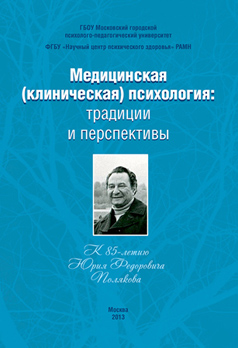 ГБОУ Московский городской
психолого-педагогический университет
ФГБУ «Научный центр психического здоровья» РАМН
Медицинская
(клиническая) психология:
традиции
и перспективы
К 85-летию
Юрия Федоровича
Полякова
Москва
2013